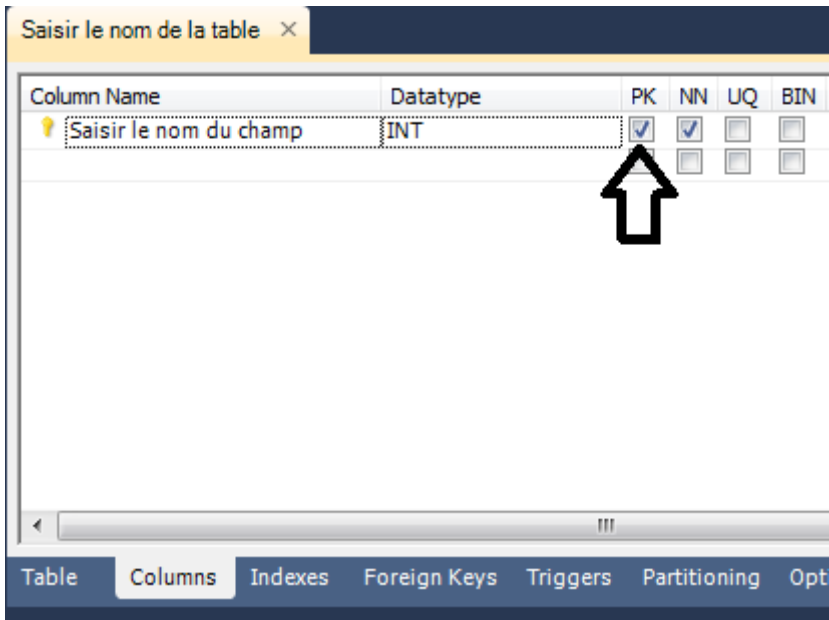 Saisir le nom de la table
Column Name Datatype PK NN UQ BIN
Saisir le nom du champ INT
Table Columns Indexes Foreign Keys Triggers Partitioning Opt